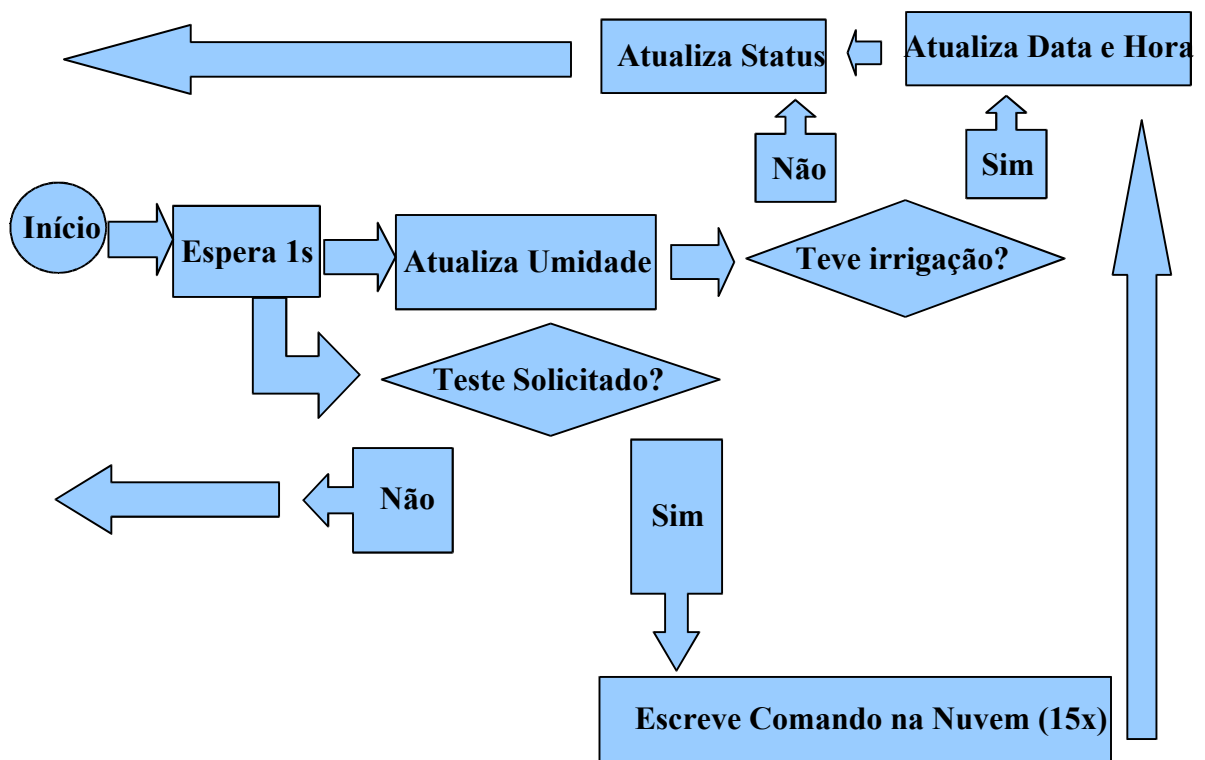 Atualiza Status
Atualiza Data e Hora
Não
Sim
Início
Espera 1s
Atualiza Umidade
Teve irrigação?
Teste Solicitado?
Não
Sim
Escreve Comando na Nuvem (15x)